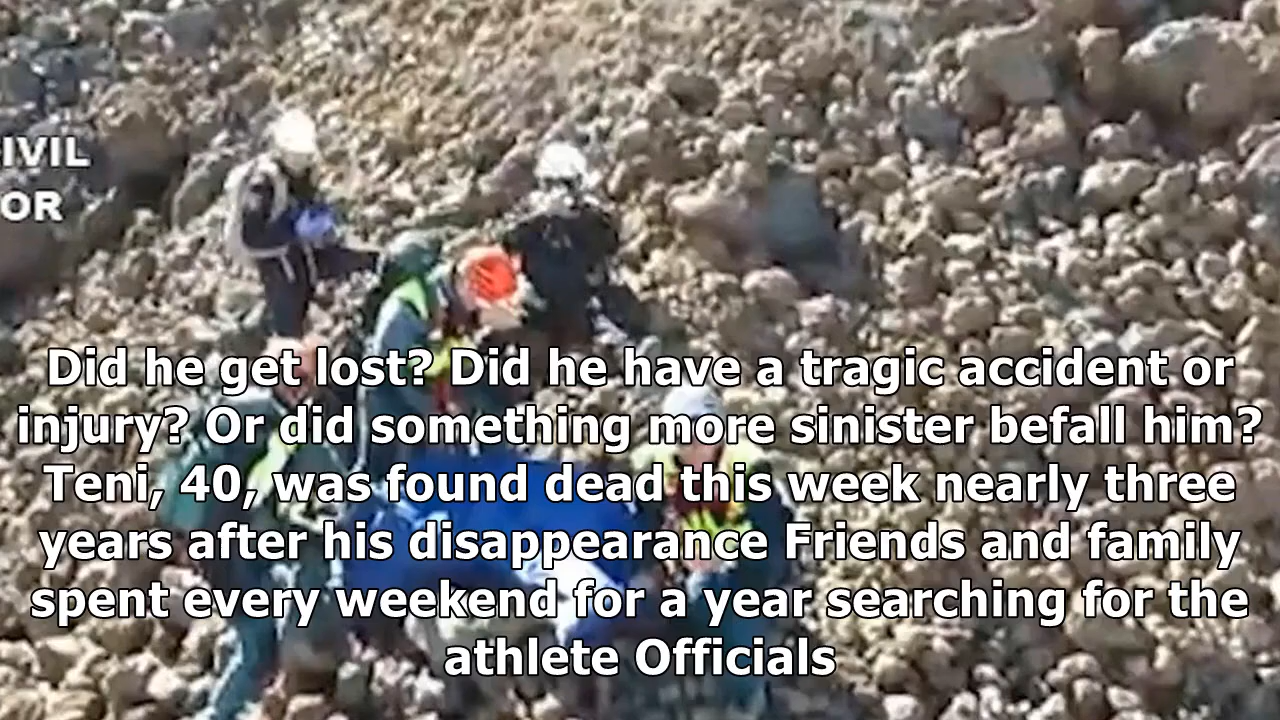 IVIL
OR
Did he get lost? Did he have a tragic accident or
injury? Or did something more sinister befall him?
Teni, 40, was found dead this week nearly three
years after his disappearance Friends and family
spent every weekend for a year searching for the
athlete Officials